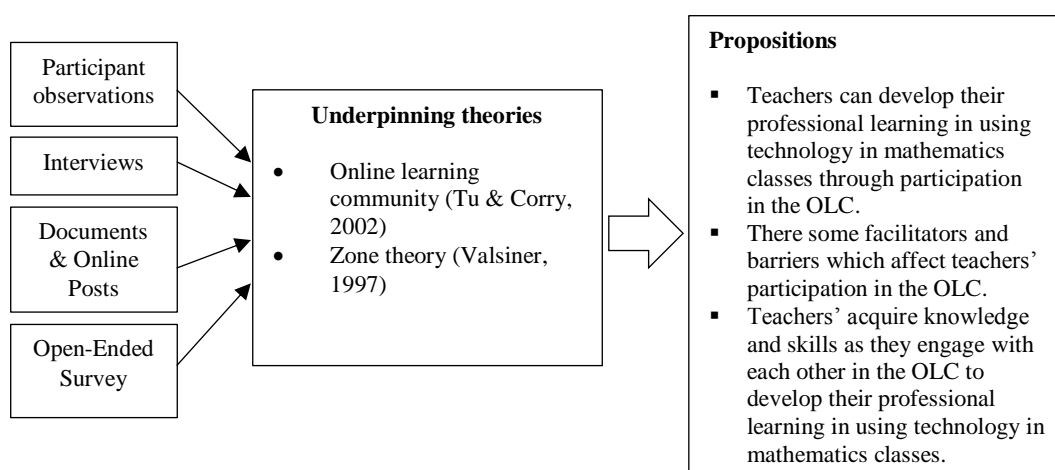 Participant
observations
Interviews
Documents
& Online
Posts
Open-Ended
Survey
Underpinning theories
• Online learning
community (Tu & Corry,
2002)
• Zone theory (Valsiner,
1997)
Propositions
▪ Teachers can develop their
professional learning in using
technology in mathematics
classes through participation
in the OLC.
▪ There some facilitators and
barriers which affect teachers’
participation in the OLC.
▪ Teachers’ acquire knowledge
and skills as they engage with
each other in the OLC to
develop their professional
learning in using technology in
mathematics classes.